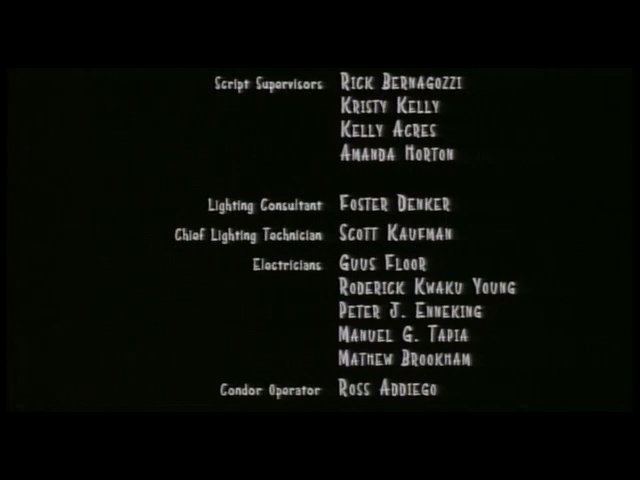 Script Supervisors Rick Bernagozzi
Kristy Kelly
Kelly Acres
Amanda Horton
Lighting Consultant Foster Denker
Chief Lighting Technician Scott Kaufman
Electricians Guus Floor
Roderick Kwaku Young
Peter J. Enneking
Manuel G. Tapia
Mathew Brookham
Condor Operator Ross Addiego